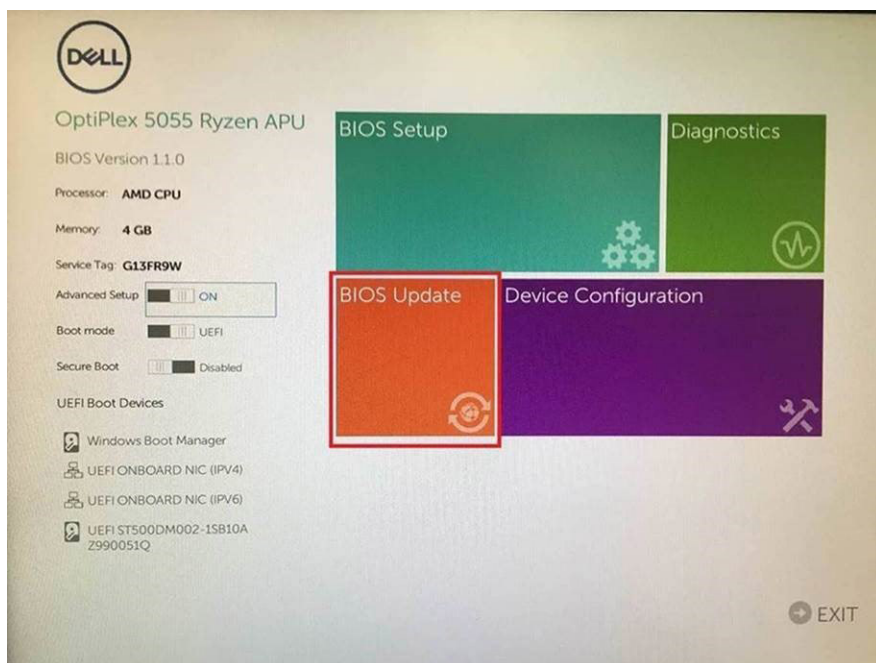 DELL
OptiPlex 5055 Ryzen APU
BIOS Version 1.1.0
Processor: AMD CPU
Memory: 4 GB
Service Tag: G13FR9W
Advanced Setup ON
Boot mode UEFI
Secure Boot Disabled
UEFI Boot Devices
Windows Boot Manager
UEFI ONBOARD NIC (IPV4)
UEFI ONBOARD NIC (IPV6)
UEFI ST500DM002-1SB10A
Z990051Q
BIOS Setup
Diagnostics
BIOS Update
Device Configuration
EXIT